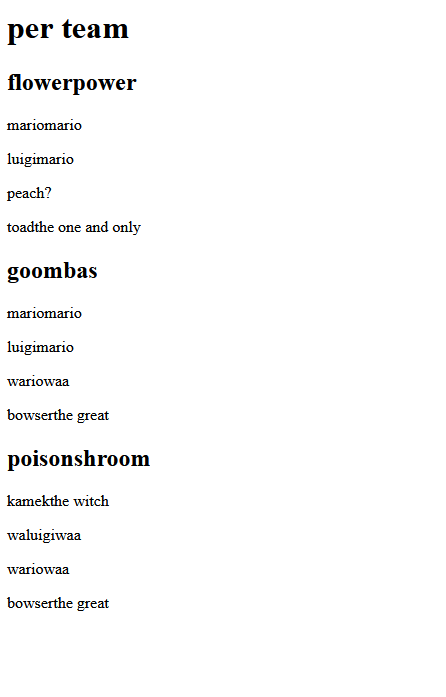 per team
flowerpower
mariomario
luigimario
peach?
toadthe one and only
goombas
mariomario
luigimario
wariowaa
bowserthe great
poisonshroom
kamekthe witch
waluigiwaa
wariowaa
bowserthe great